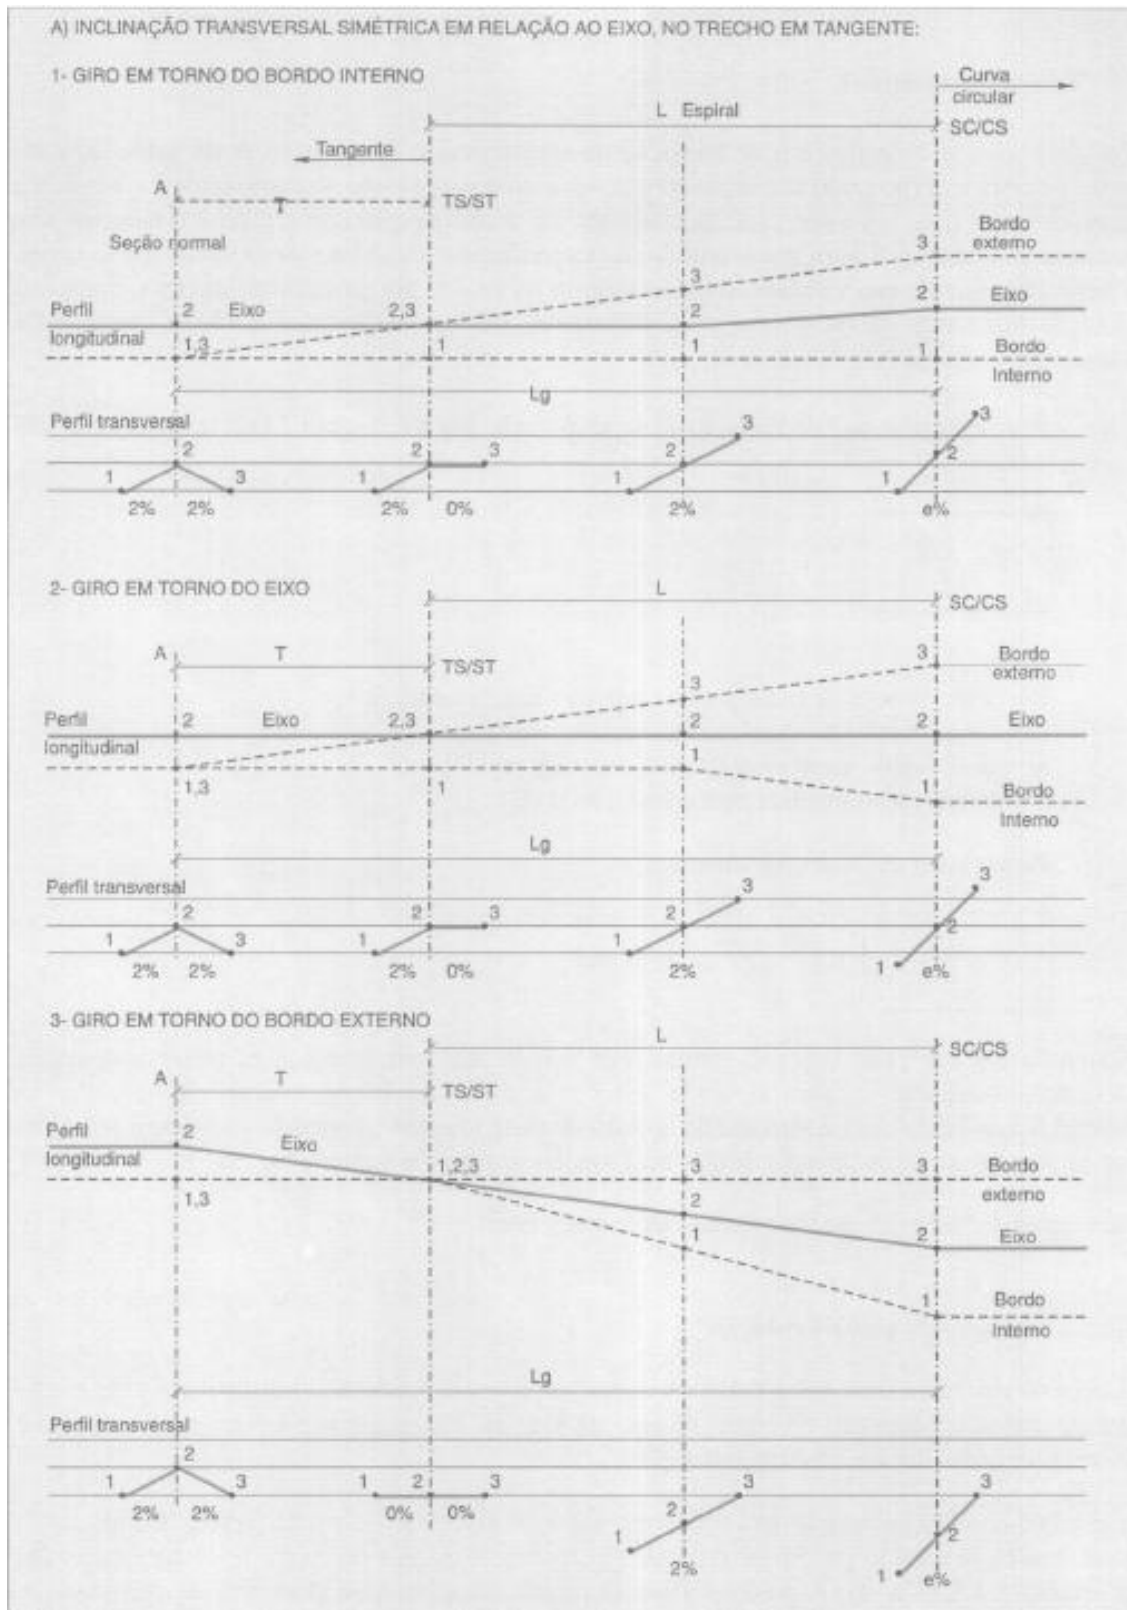 A) INCLINAÇÃO TRANSVERSAL SIMÉTRICA EM RELAÇÃO AO EIXO, NO TRECHO EM TANGENTE:
1- GIRO EM TORNO DO BORDO INTERNO
Curva
circular
L Espiral
SC/CS
Tangente
A
T
TS/ST
Seção normal
Bordo
externo
3
3
Perfil
longitudinal
2
Eixo
2,3
2
2
Eixo
1,3
1
1
1
Bordo
Interno
Lg
Perfil transversal
1 2 3
1 2 3
1 2 3
1 2 3
2% 2%
2% 0%
2%
e%
2- GIRO EM TORNO DO EIXO
L
SC/CS
A
T
TS/ST
3
3
Bordo
externo
Perfil
longitudinal
2
Eixo
2,3
2
2
Eixo
1,3
1
1
1
Bordo
Interno
Lg
Perfil transversal
1 2 3
1 2 3
1 2 3
1 2 3
2% 2%
2% 0%
2%
e%
3- GIRO EM TORNO DO BORDO EXTERNO
L
SC/CS
A
T
TS/ST
Perfil
longitudinal
2
Eixo
1,3
1,2,3
3
3
Bordo
externo
2
2
Eixo
1
1
Bordo
Interno
Lg
Perfil transversal
1 2 3
1 2 3
1 2 3
1 2 3
2% 2%
0% 0%
2%
e%